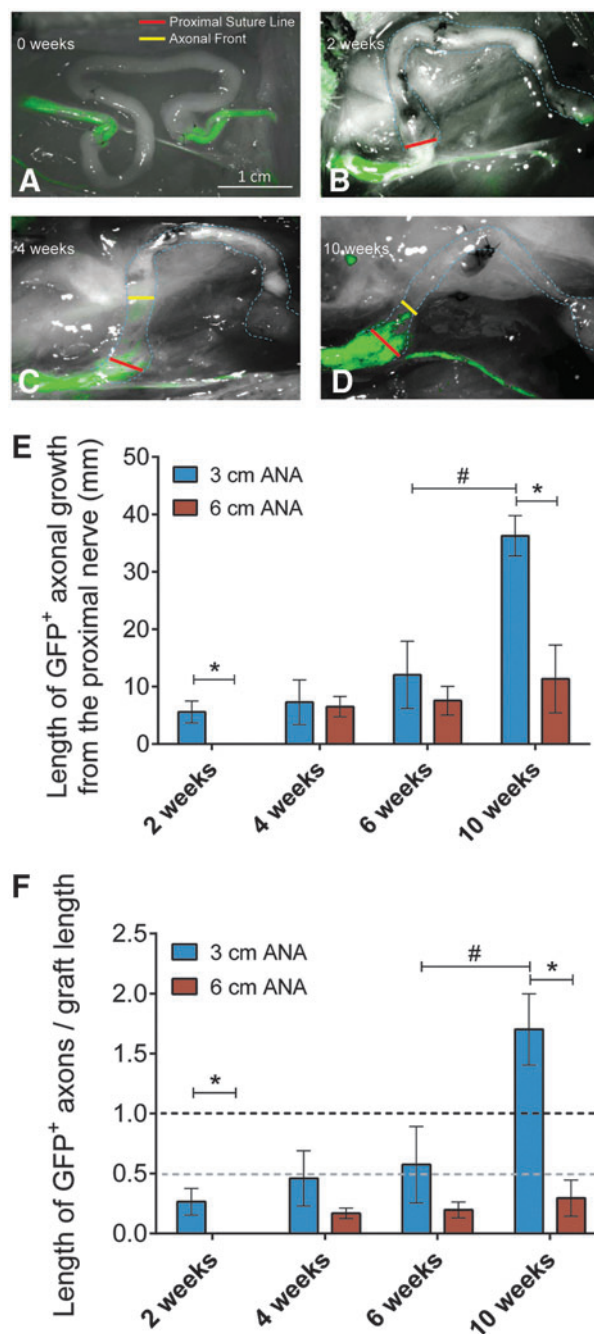 0 weeks
Proximal Suture Line
Axonal Front
A
1 cm
2 weeks
B
4 weeks
C
10 weeks
D
E
Length of GFP+ axonal growth
from the proximal nerve (mm)
50
40
30
20
10
0
3 cm ANA
6 cm ANA
*
#
*
2 weeks
4 weeks
6 weeks
10 weeks
F
Length of GFP+ axons / graft length
2.5
2.0
1.5
1.0
0.5
0.0
3 cm ANA
6 cm ANA
*
#
*
2 weeks
4 weeks
6 weeks
10 weeks